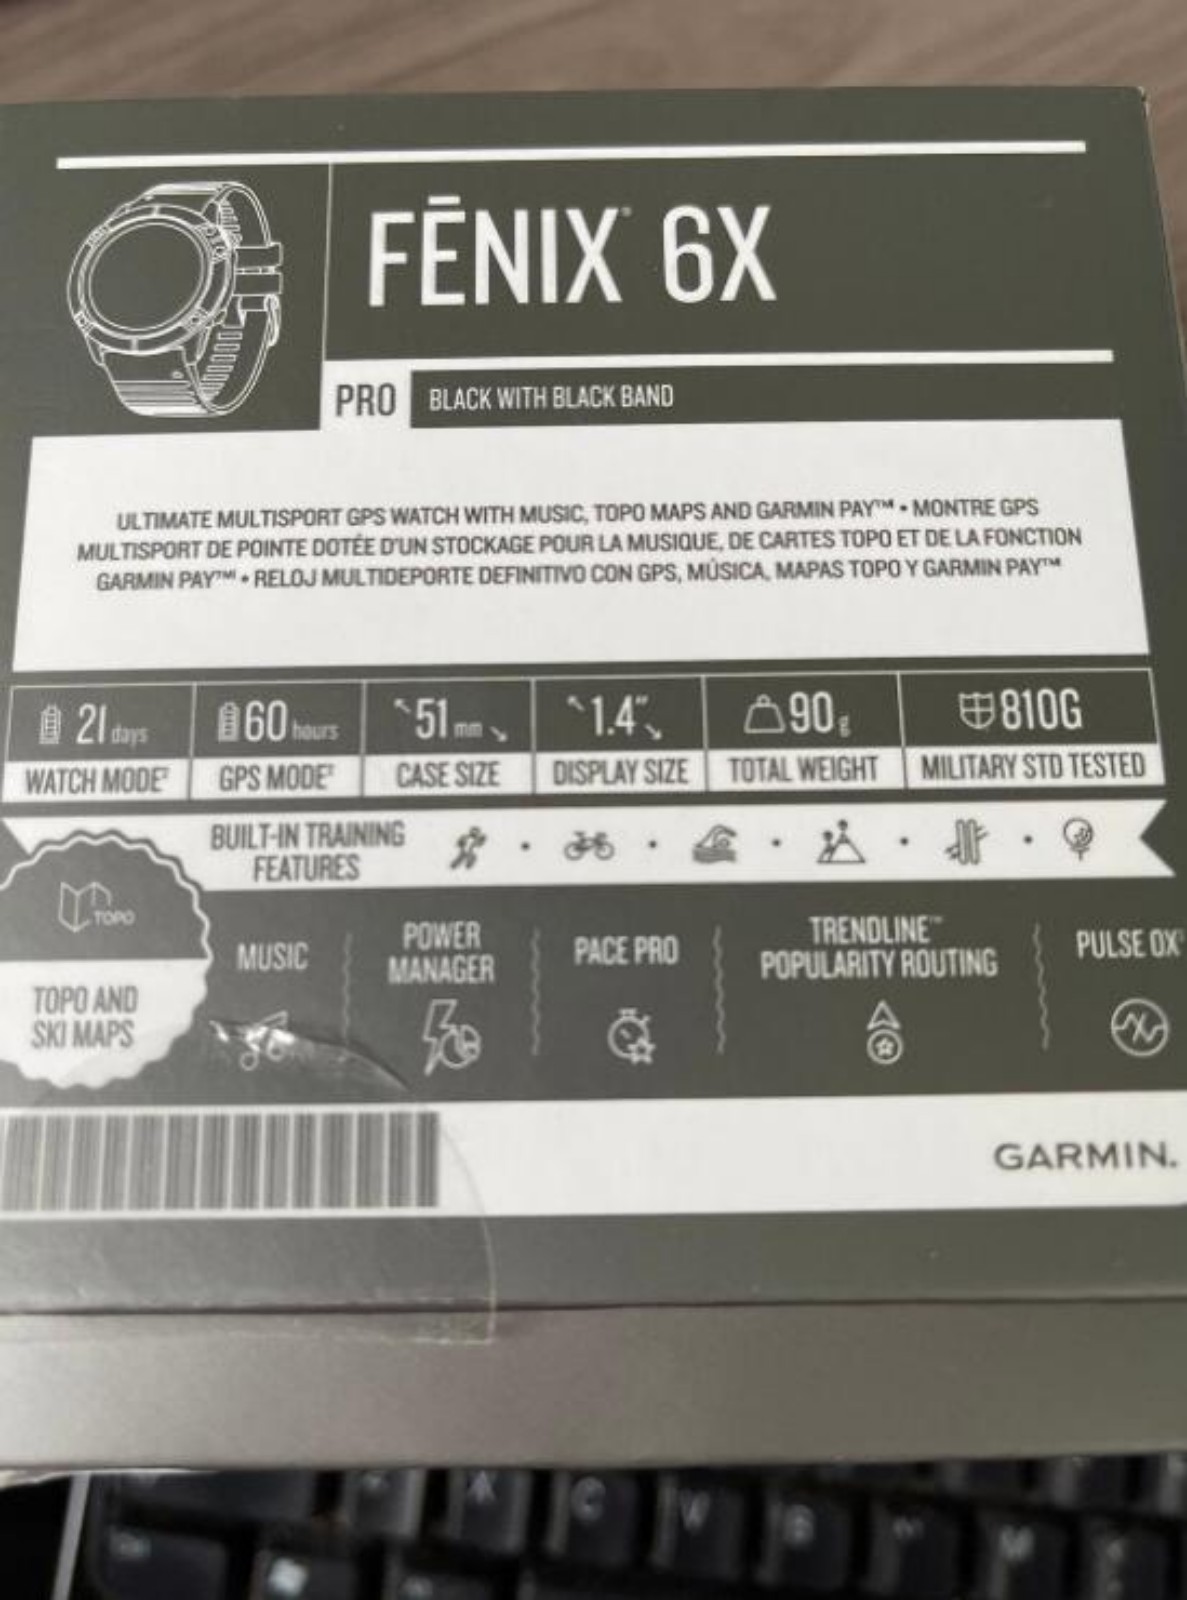 FĒNIX® 6X
PRO
BLACK WITH BLACK BAND
ULTIMATE MULTISPORT GPS WATCH WITH MUSIC, TOPO MAPS AND GARMIN PAY™ • MONTRE GPS
MULTISPORT DE POINTE DOTÉE D'UN STOCKAGE POUR LA MUSIQUE, DE CARTES TOPO ET DE LA FONCTION
GARMIN PAY™ • RELOJ MULTIDEPORTE DEFINITIVO CON GPS, MÚSICA, MAPAS TOPO Y GARMIN PAY™
21 days
WATCH MODE²
60 hours
GPS MODE²
51 mm
CASE SIZE
1.4"
DISPLAY SIZE
90 g
TOTAL WEIGHT
810G
MILITARY STD TESTED
BUILT-IN TRAINING
FEATURES
TOPO
TOPO AND
SKI MAPS
MUSIC
POWER
MANAGER
PACE PRO
TRENDLINE™
POPULARITY ROUTING
PULSE OX
GARMIN.
C
V
B
M